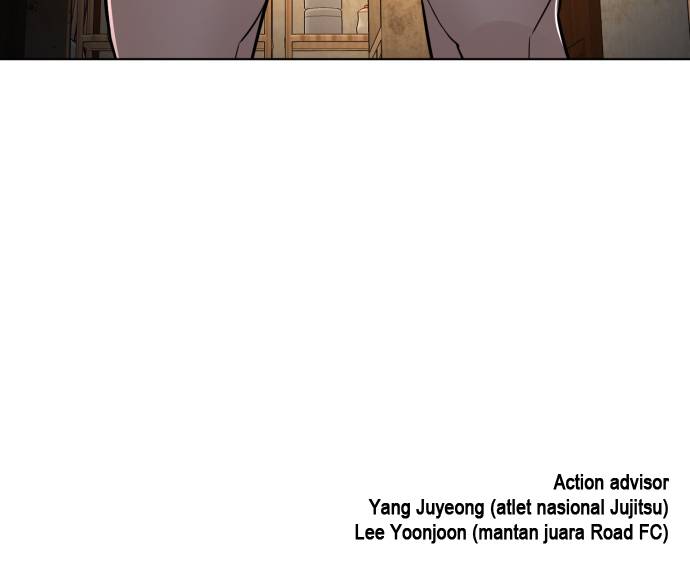 Action advisor
Yang Juyeong (atlet nasional Jujitsu)
Lee Yoonjoon (mantan juara Road FC)